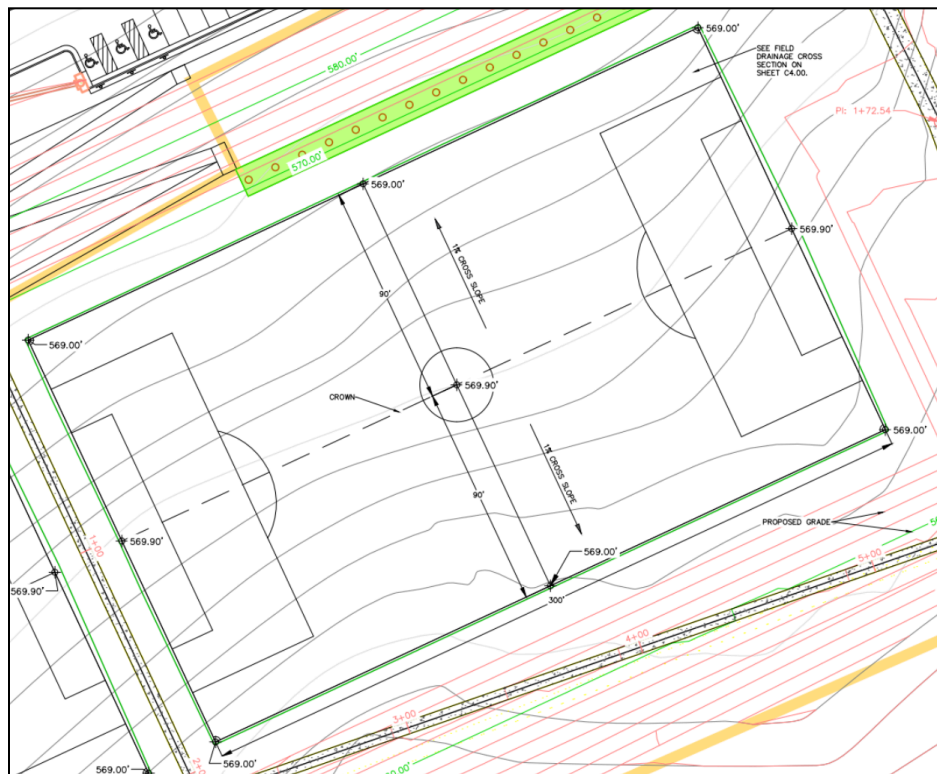 569.00'
SEE FIELD
DRAINAGE CROSS
SECTION ON
SHEET C4.00.
580.00'
PI: 1+72.54
570.00'
569.00'
569.90'
1% CROSS SLOPE
90'
569.00'
569.90'
CROWN
569.00'
1% CROSS SLOPE
90'
PROPOSED GRADE
569.90'
1+00
569.00'
5+00
569.90'
300'
4+00
3+00
569.00'
569.00'